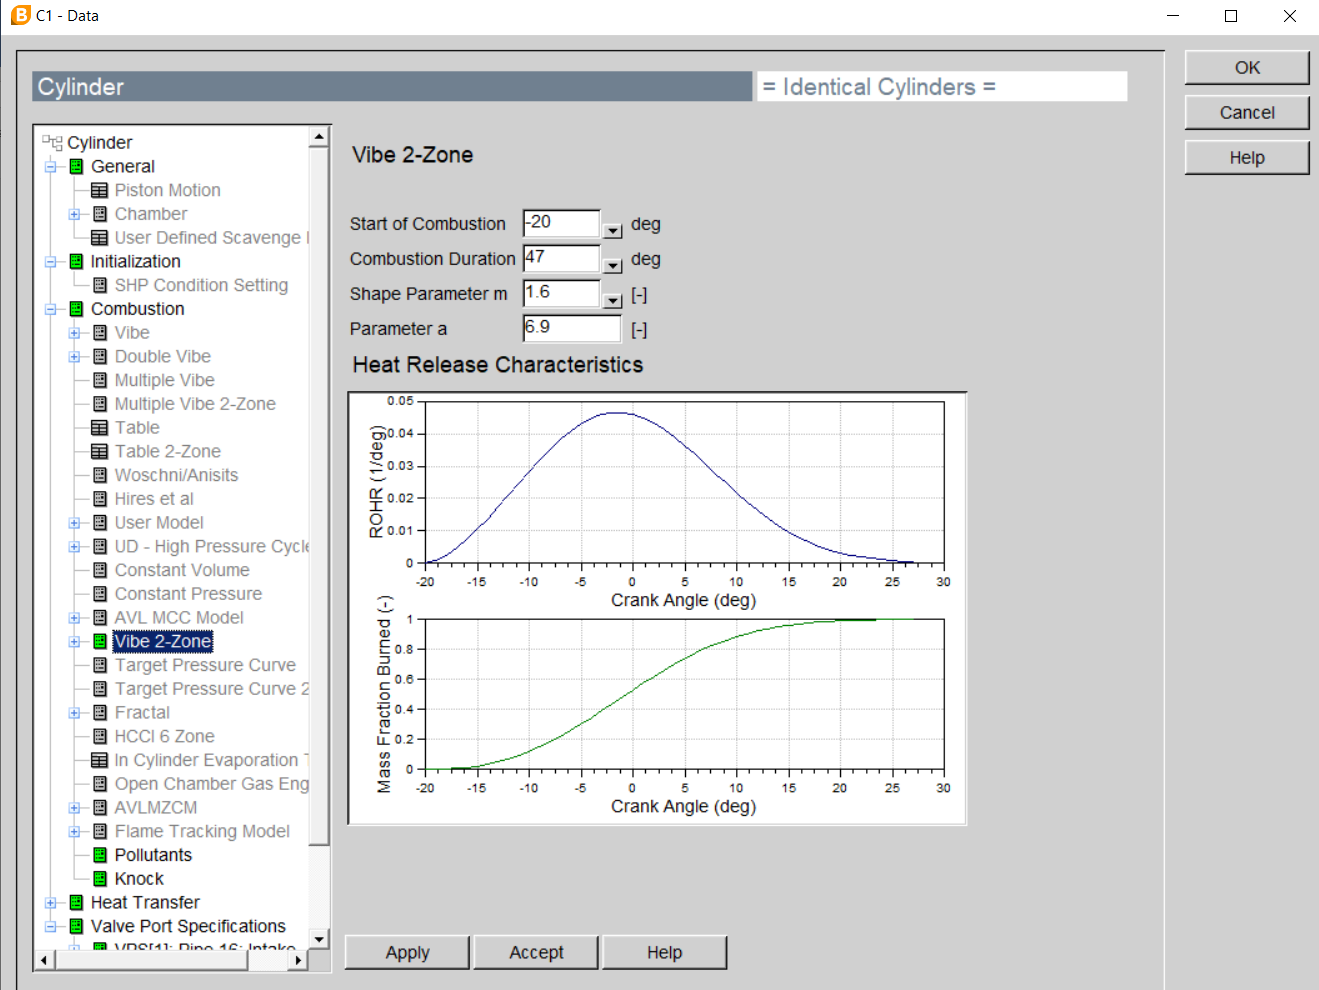 C1 - Data
Cylinder
= Identical Cylinders =
OK
Cancel
Help
Cylinder
General
Piston Motion
Chamber
User Defined Scavenge
Initialization
SHP Condition Setting
Combustion
Vibe
Double Vibe
Multiple Vibe
Multiple Vibe 2-Zone
Table
Table 2-Zone
Woschni/Anisits
Hires et al
User Model
UD - High Pressure Cycle
Constant Volume
Constant Pressure
AVL MCC Model
Vibe 2-Zone
Target Pressure Curve
Target Pressure Curve 2
Fractal
HCCI 6 Zone
In Cylinder Evaporation
Open Chamber Gas Eng
AVLMZCM
Flame Tracking Model
Pollutants
Knock
Heat Transfer
Valve Port Specifications
VPS[1]: Pipe 16: Intake
Vibe 2-Zone
Start of Combustion -20 deg
Combustion Duration 47 deg
Shape Parameter m 1.6 [-]
Parameter a 6.9 [-]
Heat Release Characteristics
ROHR (1/deg)
0.05
0.04
0.03
0.02
0.01
0
-20 -15 -10 -5 0 5 10 15 20 25 30
Crank Angle (deg)
Mass Fraction Burned (-)
1
0.8
0.6
0.4
0.2
0
-20 -15 -10 -5 0 5 10 15 20 25 30
Crank Angle (deg)
Apply
Accept
Help